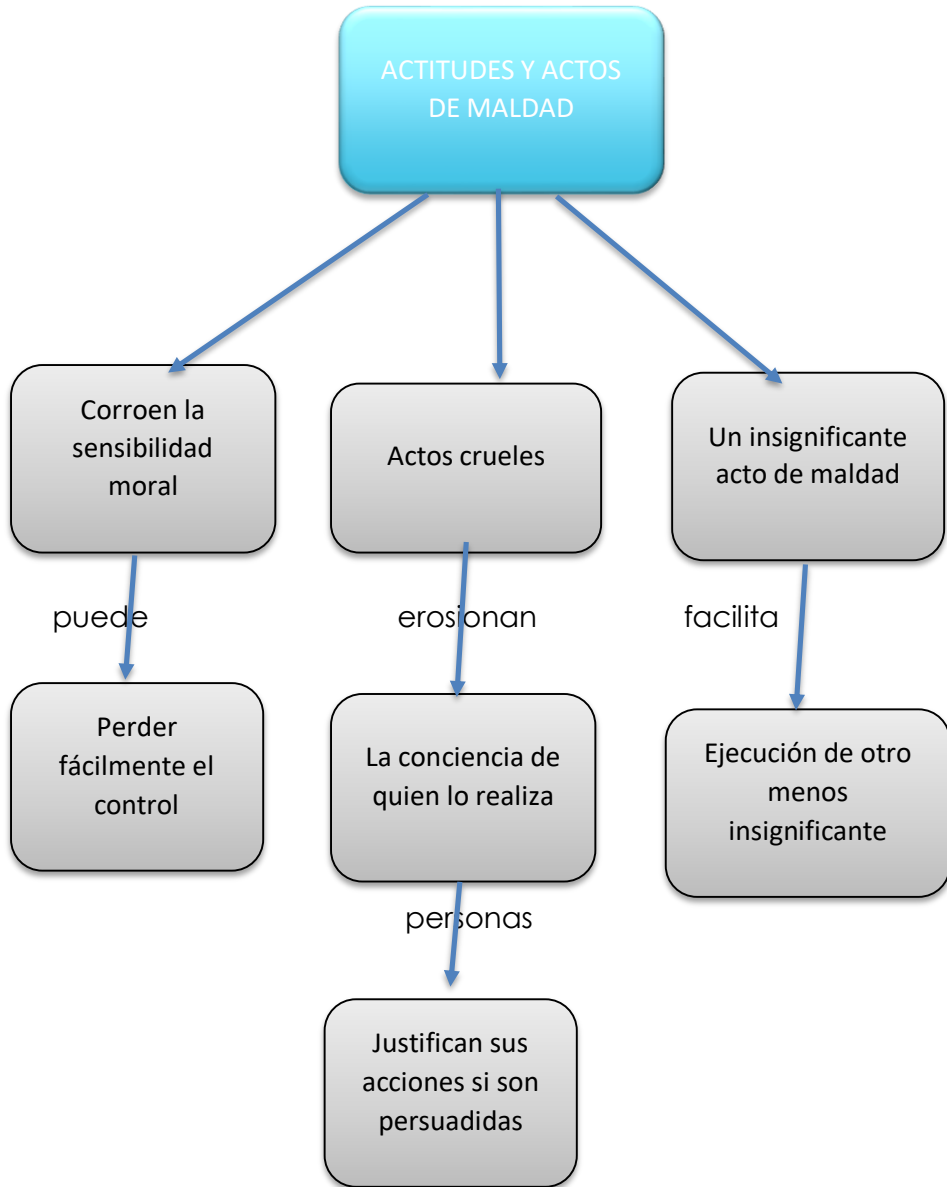 ACTITUDES Y ACTOS
DE MALDAD
Corroen la
sensibilidad
moral
Actos crueles
Un insignificante
acto de maldad
puede
erosionan
facilita
Perder
fácilmente el
control
La conciencia de
quien lo realiza
Ejecución de otro
menos
insignificante
personas
Justifican sus
acciones si son
persuadidas